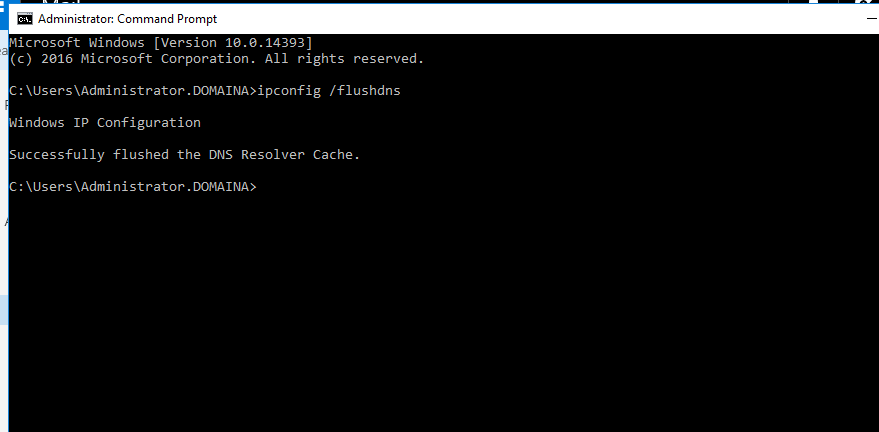 Administrator: Command Prompt
Microsoft Windows [Version 10.0.14393]
(c) 2016 Microsoft Corporation. All rights reserved.
C:\Users\Administrator.DOMAINA>ipconfig /flushdns
Windows IP Configuration
Successfully flushed the DNS Resolver Cache.
C:\Users\Administrator.DOMAINA>